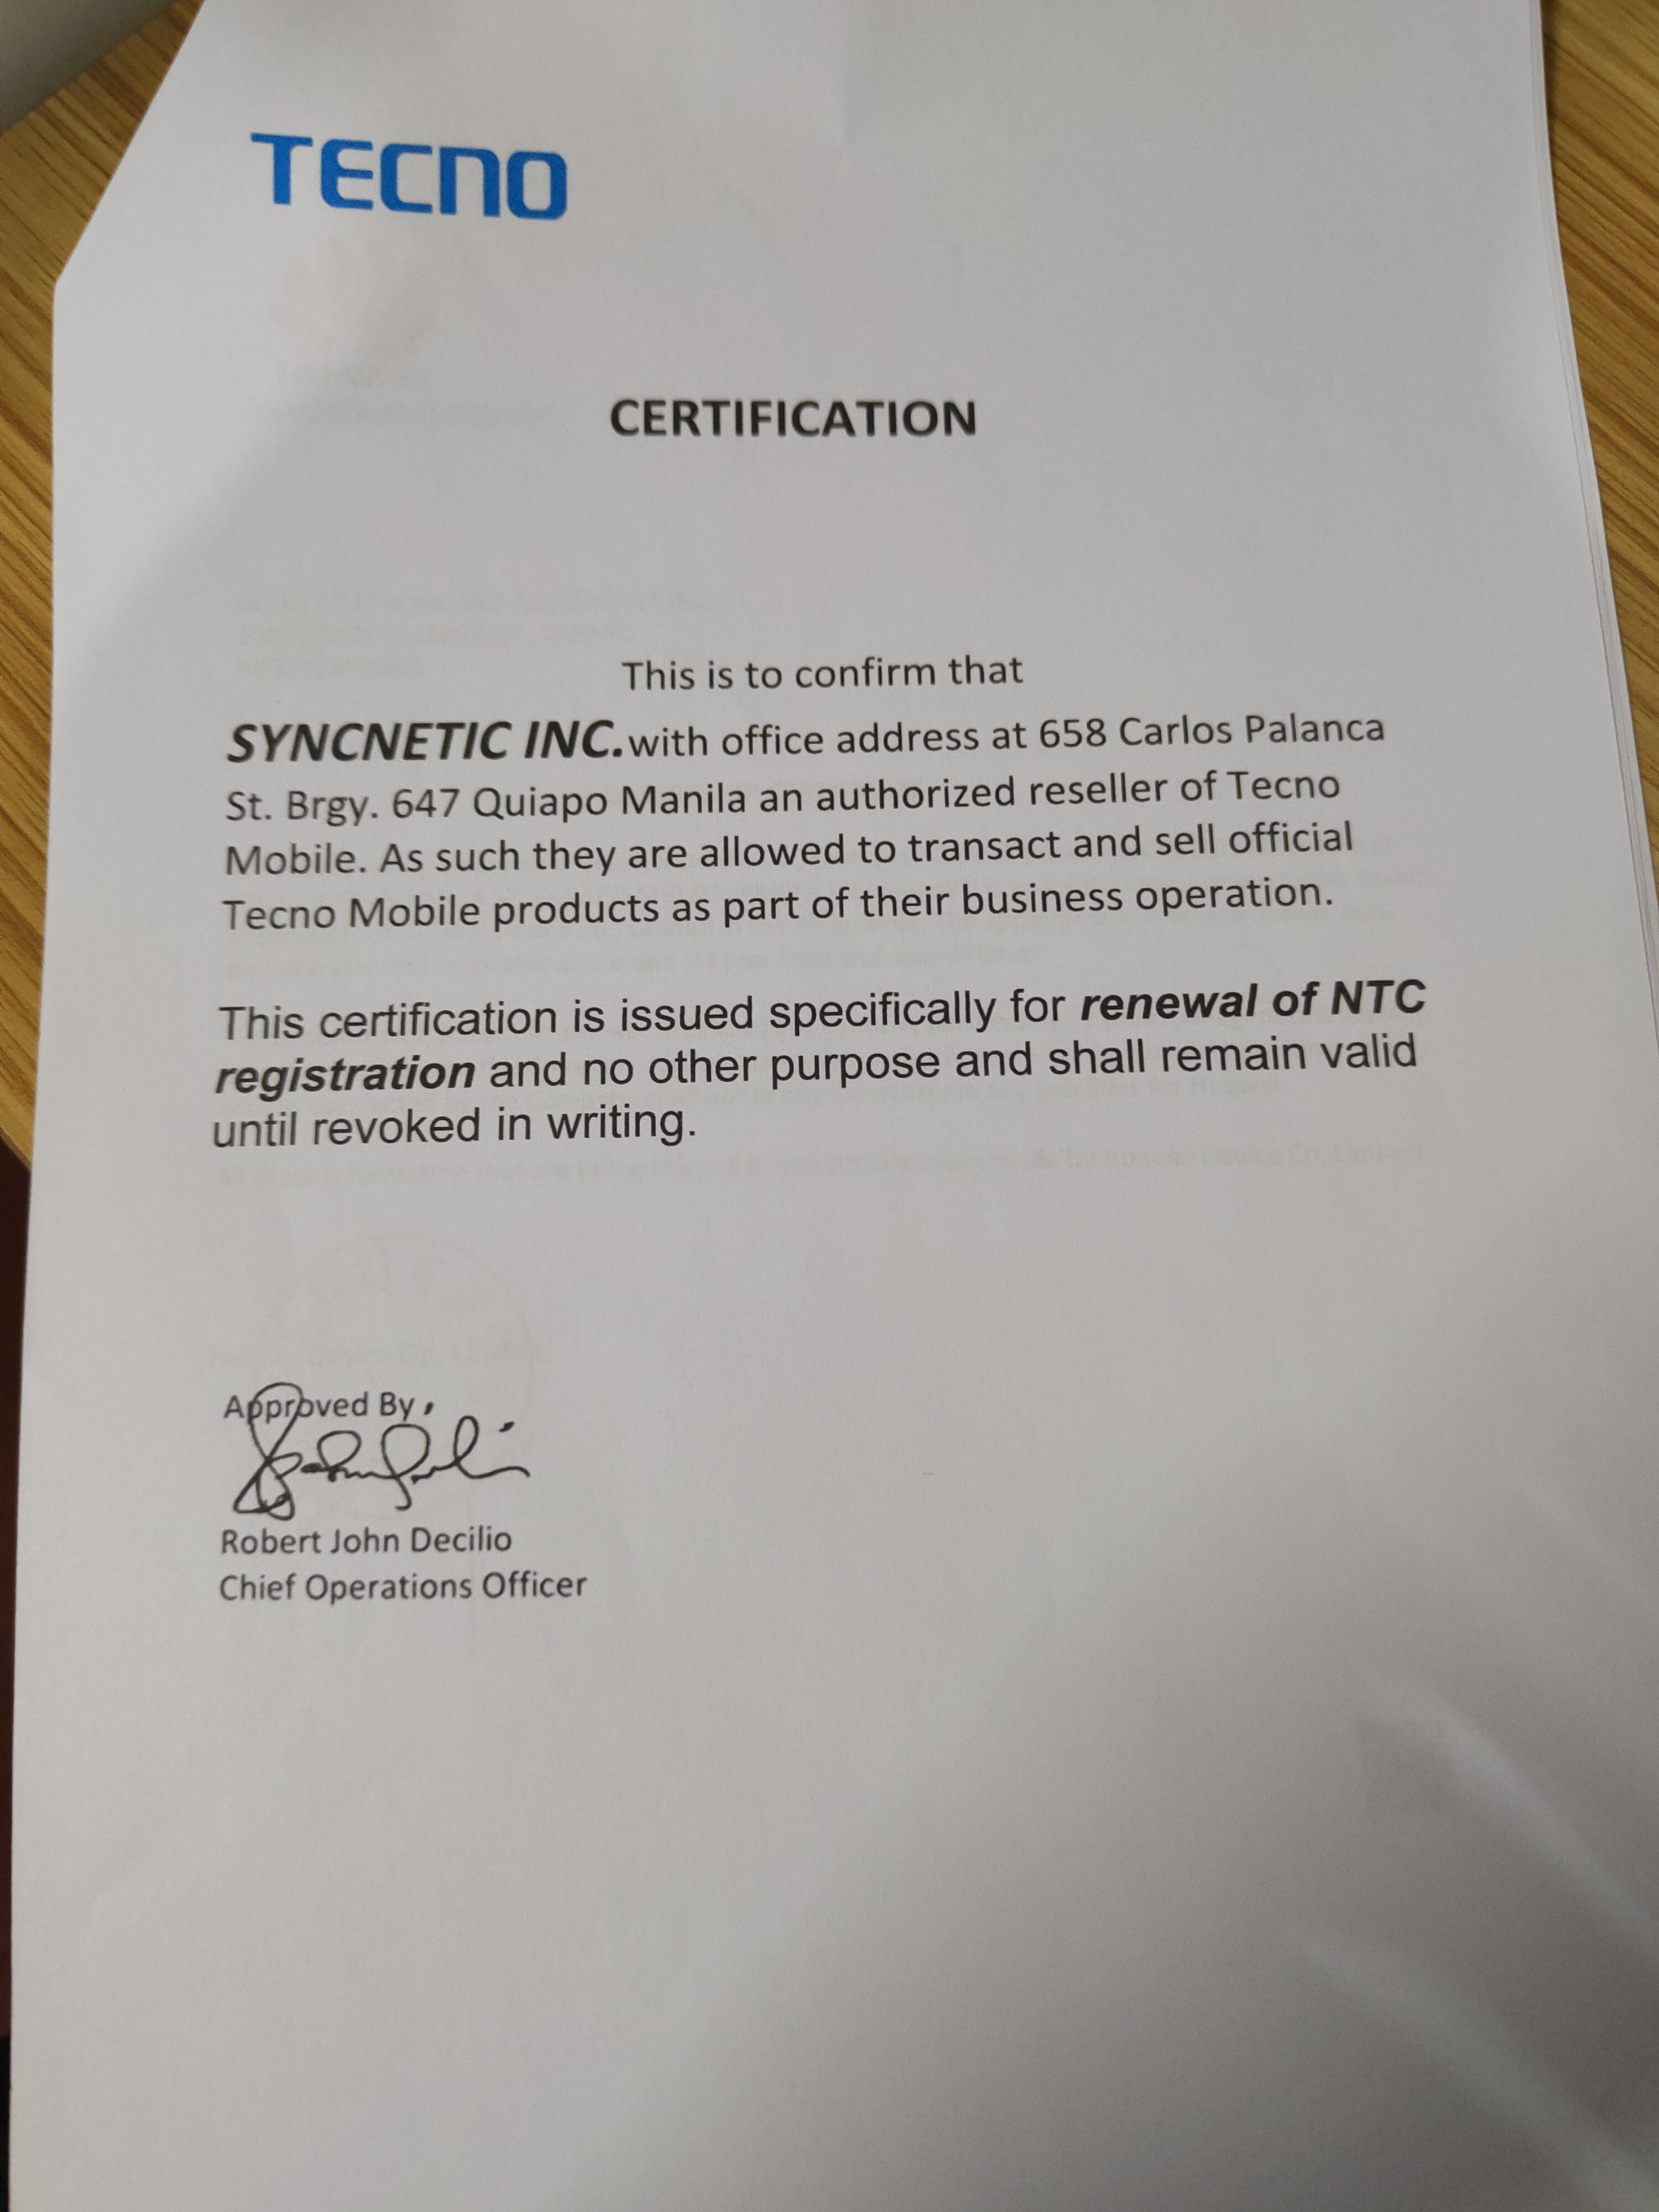 TECNO
CERTIFICATION
This is to confirm that
SYNCNETIC INC. with office address at 658 Carlos Palanca
St. Brgy. 647 Quiapo Manila an authorized reseller of Tecno
Mobile. As such they are allowed to transact and sell official
Tecno Mobile products as part of their business operation.
This certification is issued specifically for renewal of NTC
registration and no other purpose and shall remain valid
until revoked in writing.
Approved By,
Robert John Decilio
Chief Operations Officer